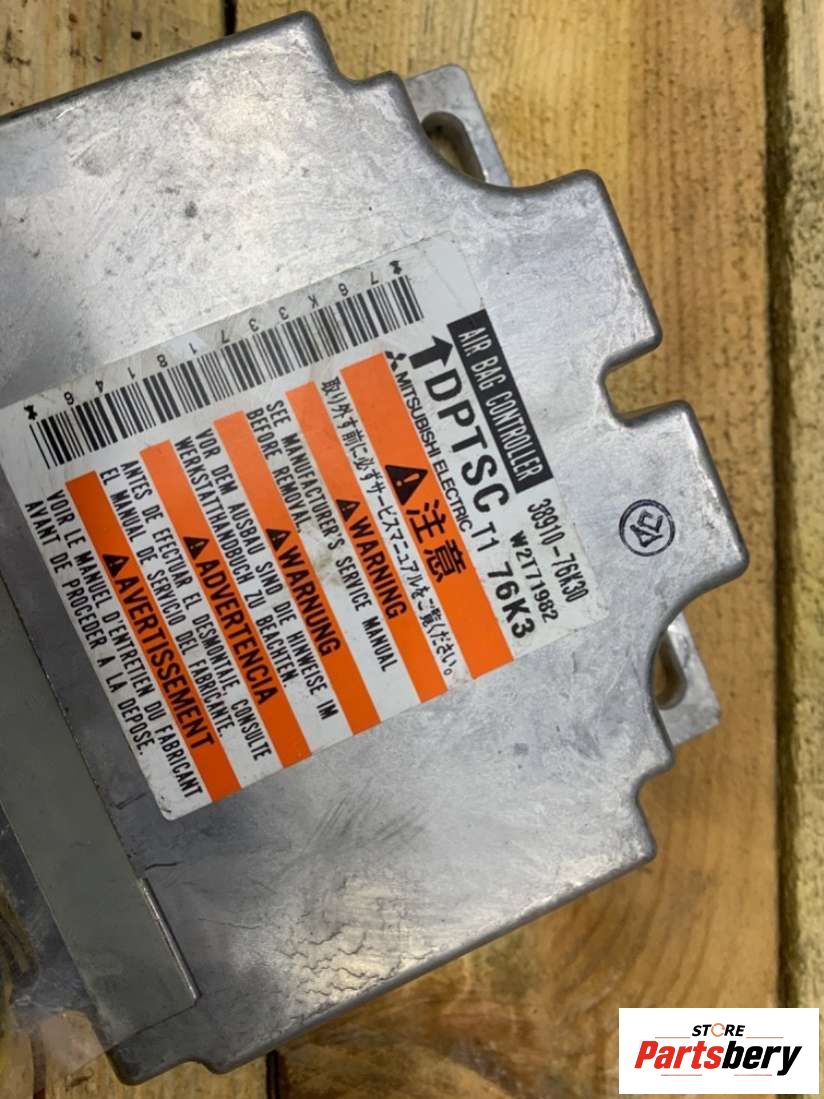 AIR BAG CONTROLLER
38910-76K30
DPTSC T1 76K3
W2T71982
MITSUBISHI ELECTRIC
注意
取り外す前に必ずサービスマニュアルをご覧ください。
WARNING
SEE MANUFACTURER'S SERVICE MANUAL
BEFORE REMOVAL.
WARNUNG
VOR DEM AUSBAU SIND DIE HINWEISE IM
WERKSTATTHANDBUCH ZU BEACHTEN.
ADVERTENCIA
ANTES DE EFECTUAR EL DESMONTAJE, CONSULTE
EL MANUAL DE SERVICIO DEL FABRICANTE.
AVERTISSEMENT
VOIR LE MANUEL D'ENTRETIEN DU FABRICANT
AVANT DE PROCÉDER A LA DÉPOSE.
*76K3378146*
STORE
Partsbery